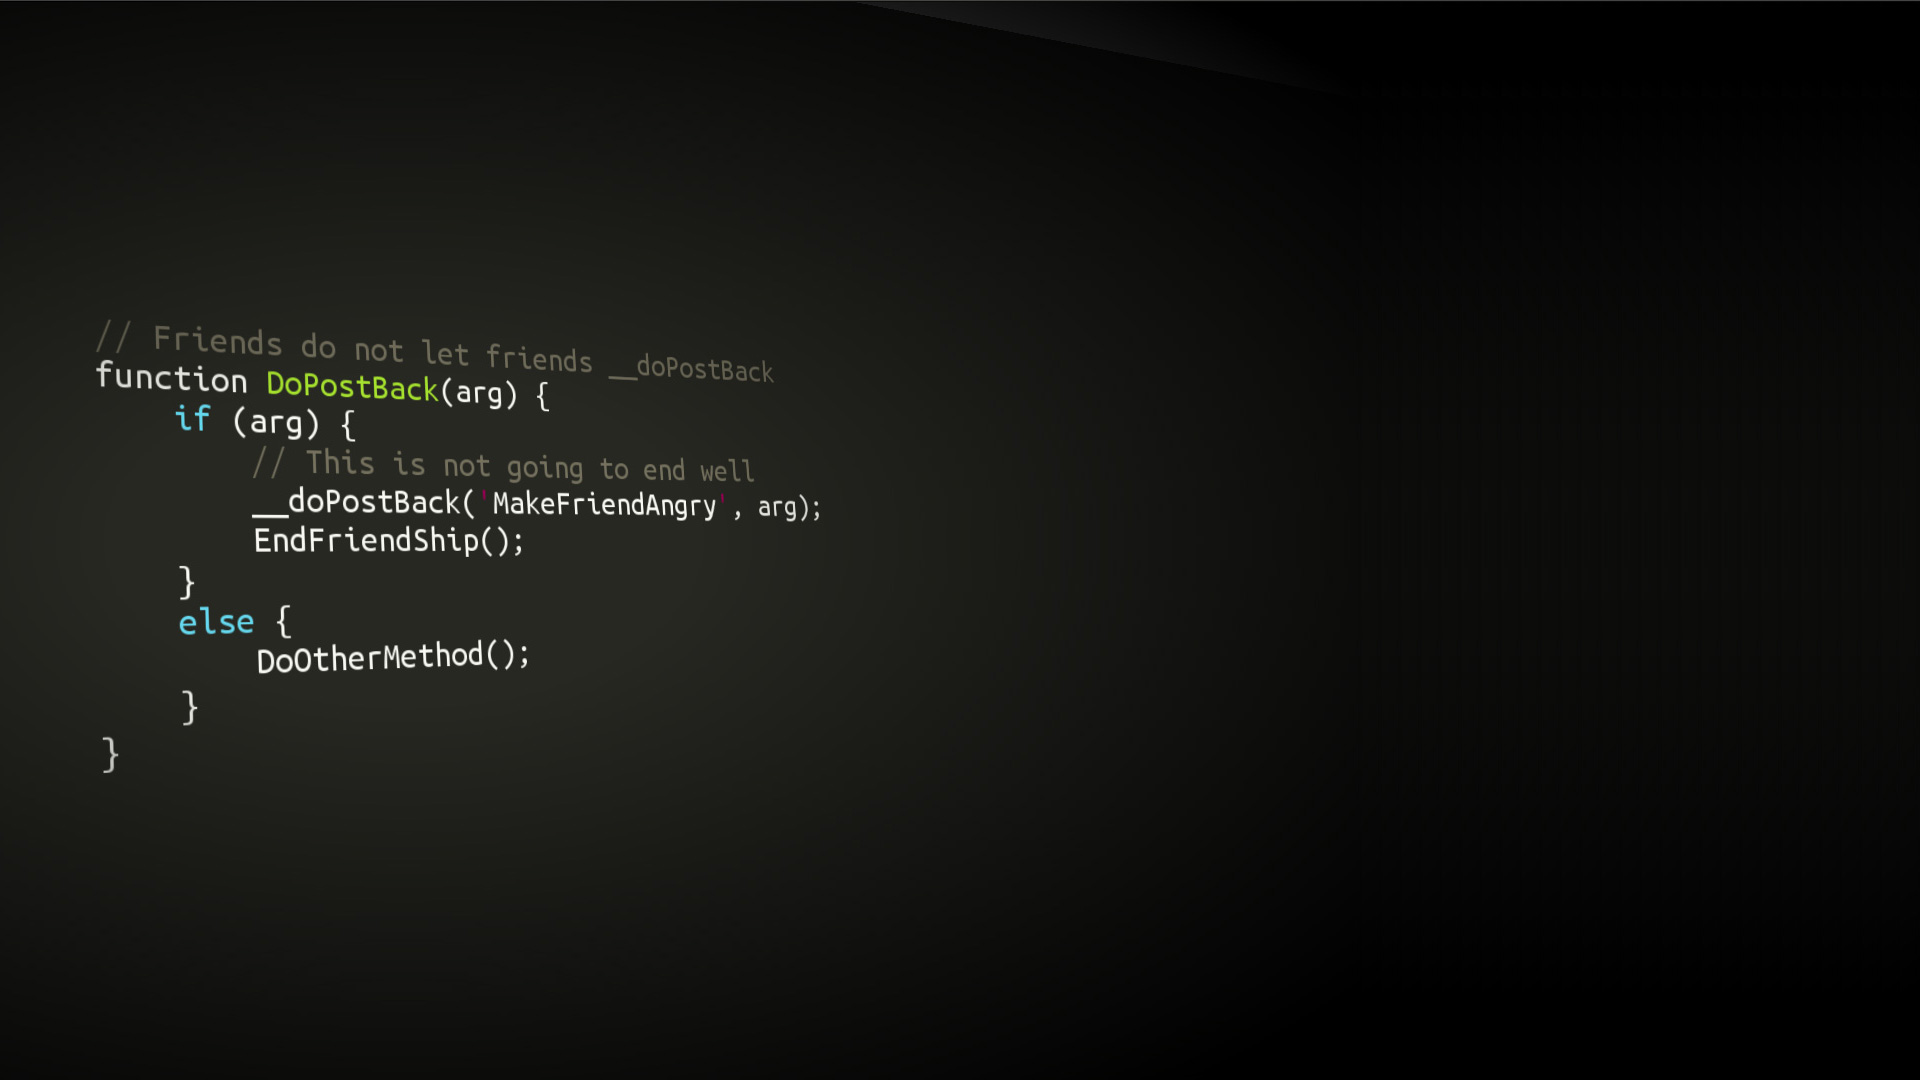 // Friends do not let friends __doPostBack
function DoPostBack(arg) {
if (arg) {
// This is not going to end well
__doPostBack('MakeFriendAngry', arg);
EndFriendShip();
}
else {
DoOtherMethod();
}
}